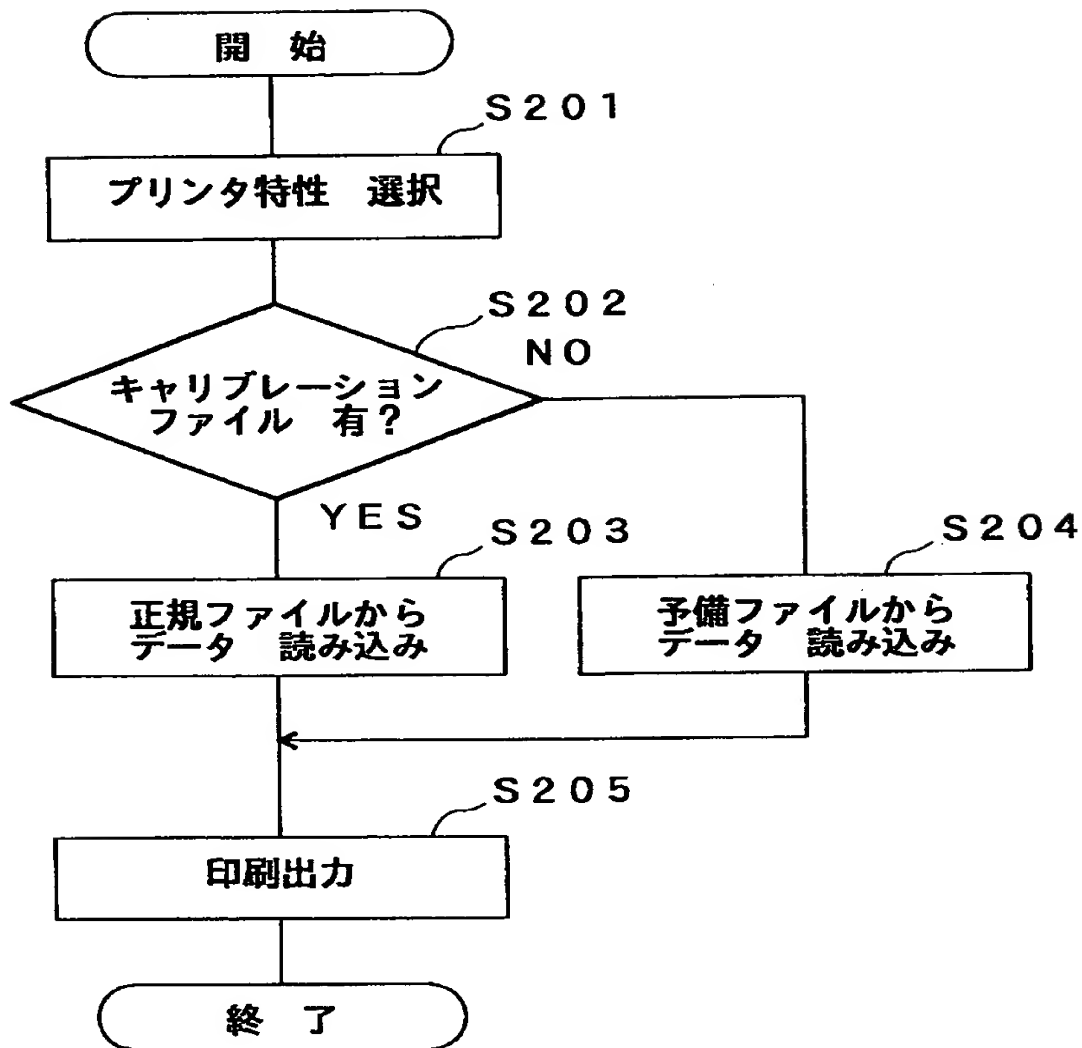 開　始
Ｓ２０１
プリンタ特性　選択
Ｓ２０２
ＮＯ
キャリブレーション
ファイル　有？
ＹＥＳ
Ｓ２０３
Ｓ２０４
正規ファイルから
データ　読み込み
予備ファイルから
データ　読み込み
Ｓ２０５
印刷出力
終　了